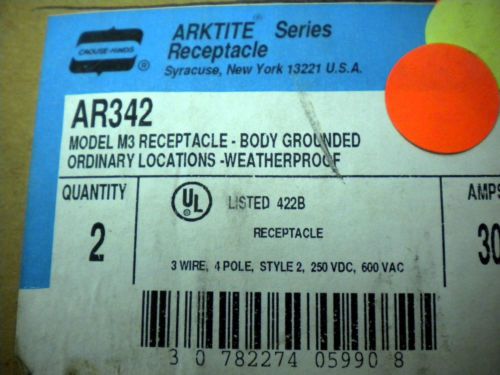 CROUSE-HINDS
®
ARKTITE® Series
Receptacle
Syracuse, New York 13221 U.S.A.
AR342
MODEL M3 RECEPTACLE - BODY GROUNDED
ORDINARY LOCATIONS -WEATHERPROOF
QUANTITY
2
UL
®
LISTED 422B
RECEPTACLE
3 WIRE, 4 POLE, STYLE 2, 250 VDC, 600 VAC
AMPS
30
3 0 782274 05990 8